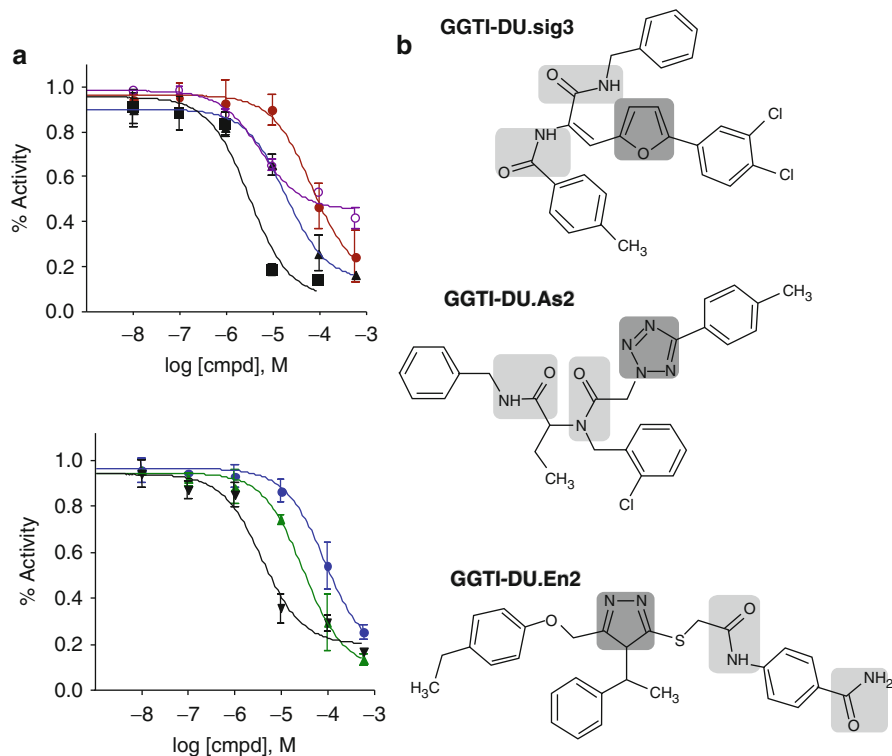 a
1.0
0.8
0.6
0.4
0.2
0.0
% Activity
−8 −7 −6 −5 −4 −3
log [cmpd], M
1.0
0.8
0.6
0.4
0.2
0.0
% Activity
−8 −7 −6 −5 −4 −3
log [cmpd], M
b
GGTI-DU.sig3
O
NH
NH
O
O
Cl
Cl
CH3
GGTI-DU.As2
CH3
N N
N N
O
O
NH
N
CH3
Cl
GGTI-DU.En2
N N
O
S
O
NH
NH2
O
H3C
CH3